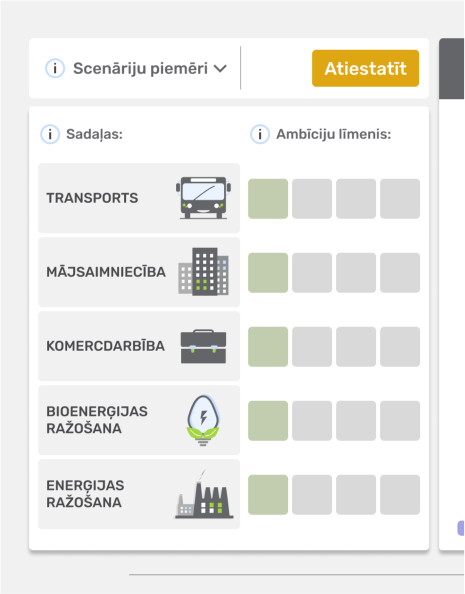 Scenāriju piemēri
Atiestatīt
Sadaļas:
Ambīciju līmenis:
TRANSPORTS
MĀJSAIMNIECĪBA
KOMERCDARBĪBA
BIOENERĢIJAS
RAŽOŠANA
ENERĢIJAS
RAŽOŠANA